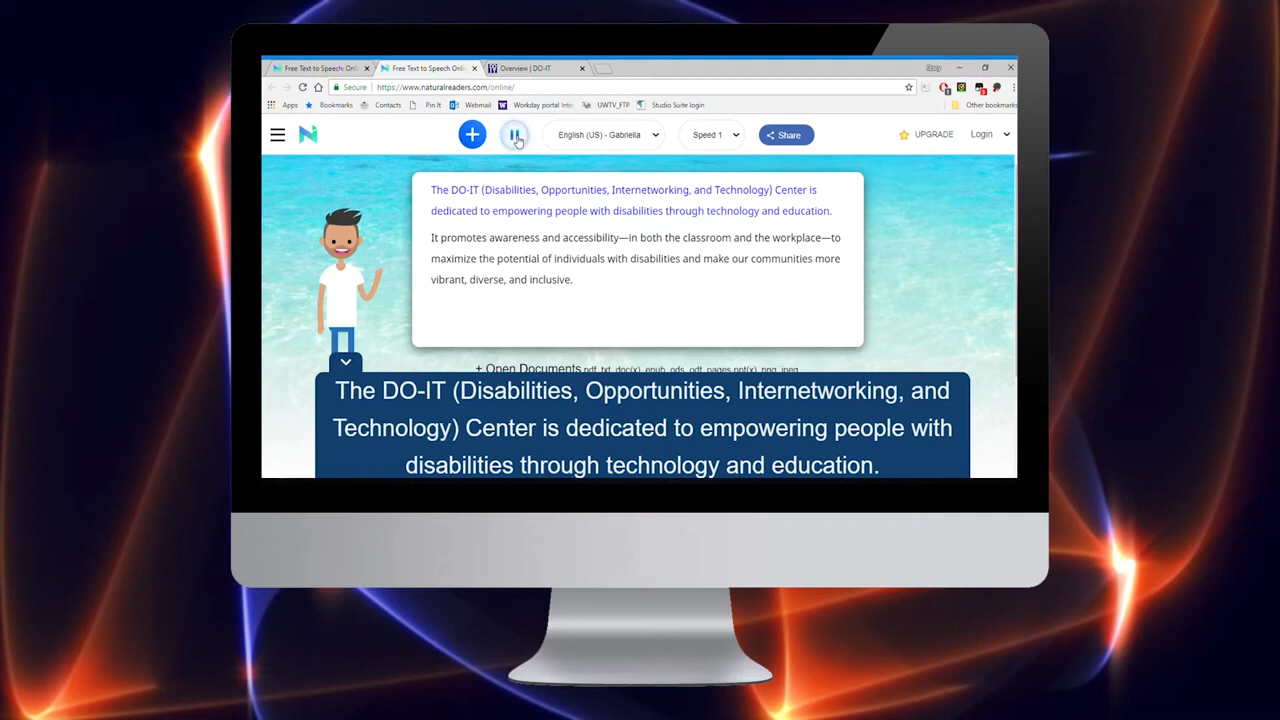 Free Text to Speech: Onli
Free Text to Speech Onli
Overview | DO-IT
Secure
https://www.naturalreaders.com/online/
Apps
Bookmarks
Contacts
Pin It
Webmail
Workday portal Inte
UWTV_FTP
Studio Suite login
Other bookmarks
English (US) - Gabriella
Speed 1
Share
UPGRADE
Login
The DO-IT (Disabilities, Opportunities, Internetworking, and Technology) Center is
dedicated to empowering people with disabilities through technology and education.
It promotes awareness and accessibility—in both the classroom and the workplace—to
maximize the potential of individuals with disabilities and make our communities more
vibrant, diverse, and inclusive.
+ Open Documents pdf, txt, doc(x), epub, ods, odt, pages,ppt(x), png, jpeg
The DO-IT (Disabilities, Opportunities, Internetworking, and
Technology) Center is dedicated to empowering people with
disabilities through technology and education.